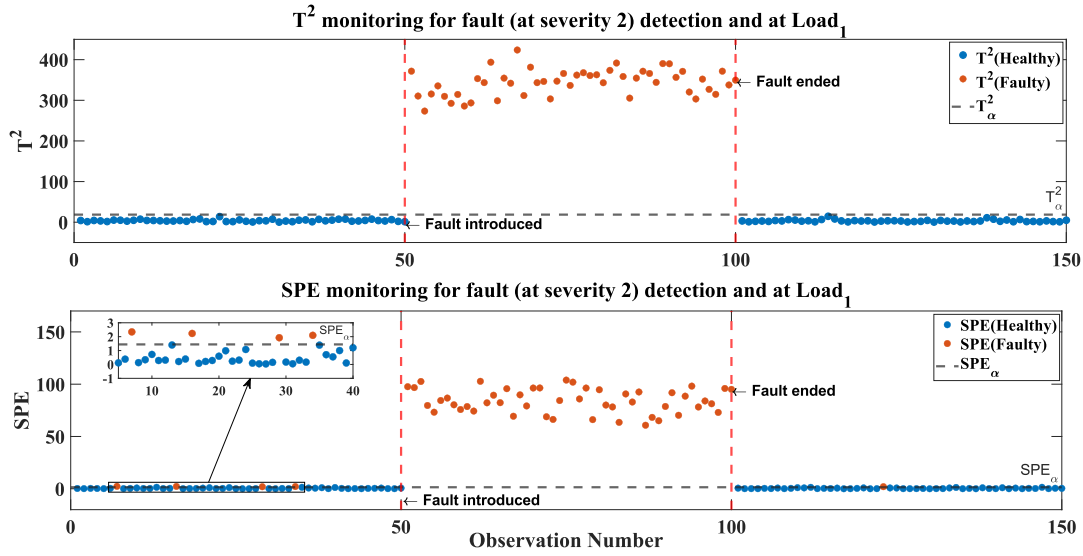 T² monitoring for fault (at severity 2) detection and at Load₁
400
300
200
100
0
T²
T²(Healthy)
T²(Faulty)
T²α
← Fault ended
T²α
← Fault introduced
0
50
100
150
SPE monitoring for fault (at severity 2) detection and at Load₁
150
100
50
0
SPE
3
2
1
0
-1
SPEα
10
20
30
40
SPE(Healthy)
SPE(Faulty)
SPEα
← Fault ended
SPEα
← Fault introduced
0
50
100
150
Observation Number